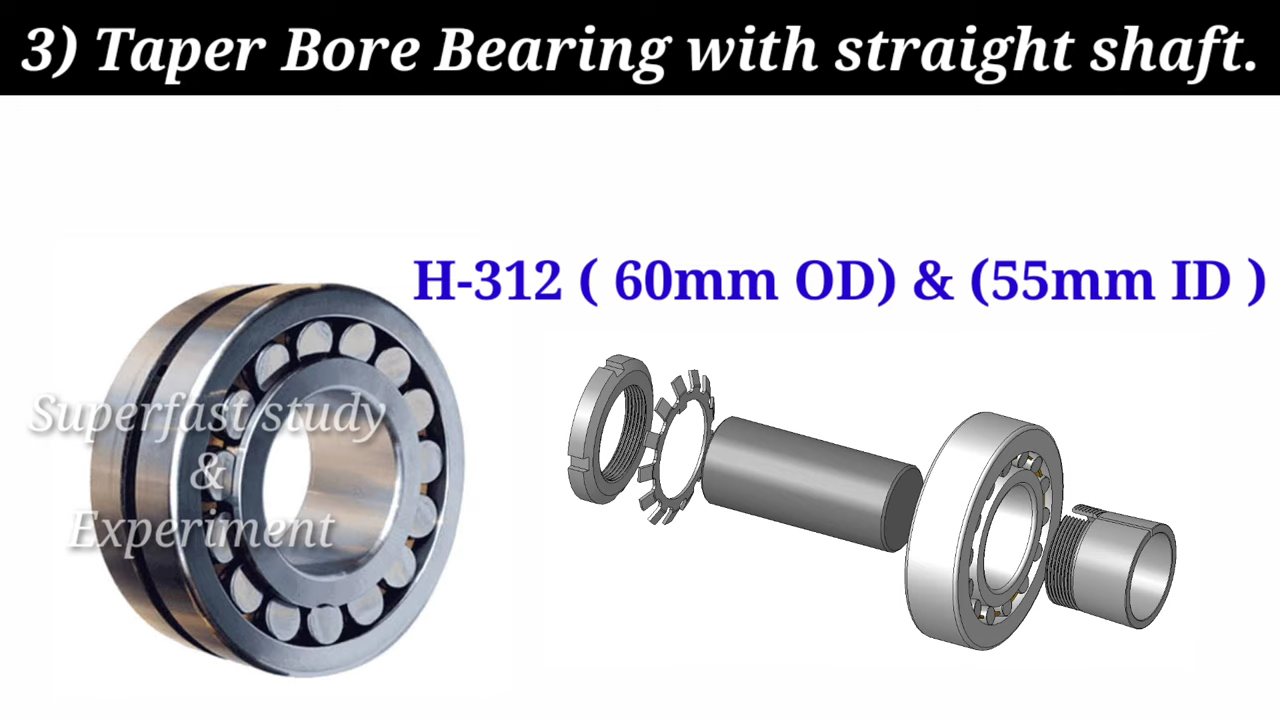 3) Taper Bore Bearing with straight shaft.
H-312 ( 60mm OD) & (55mm ID )
Superfast study
&
Experiment